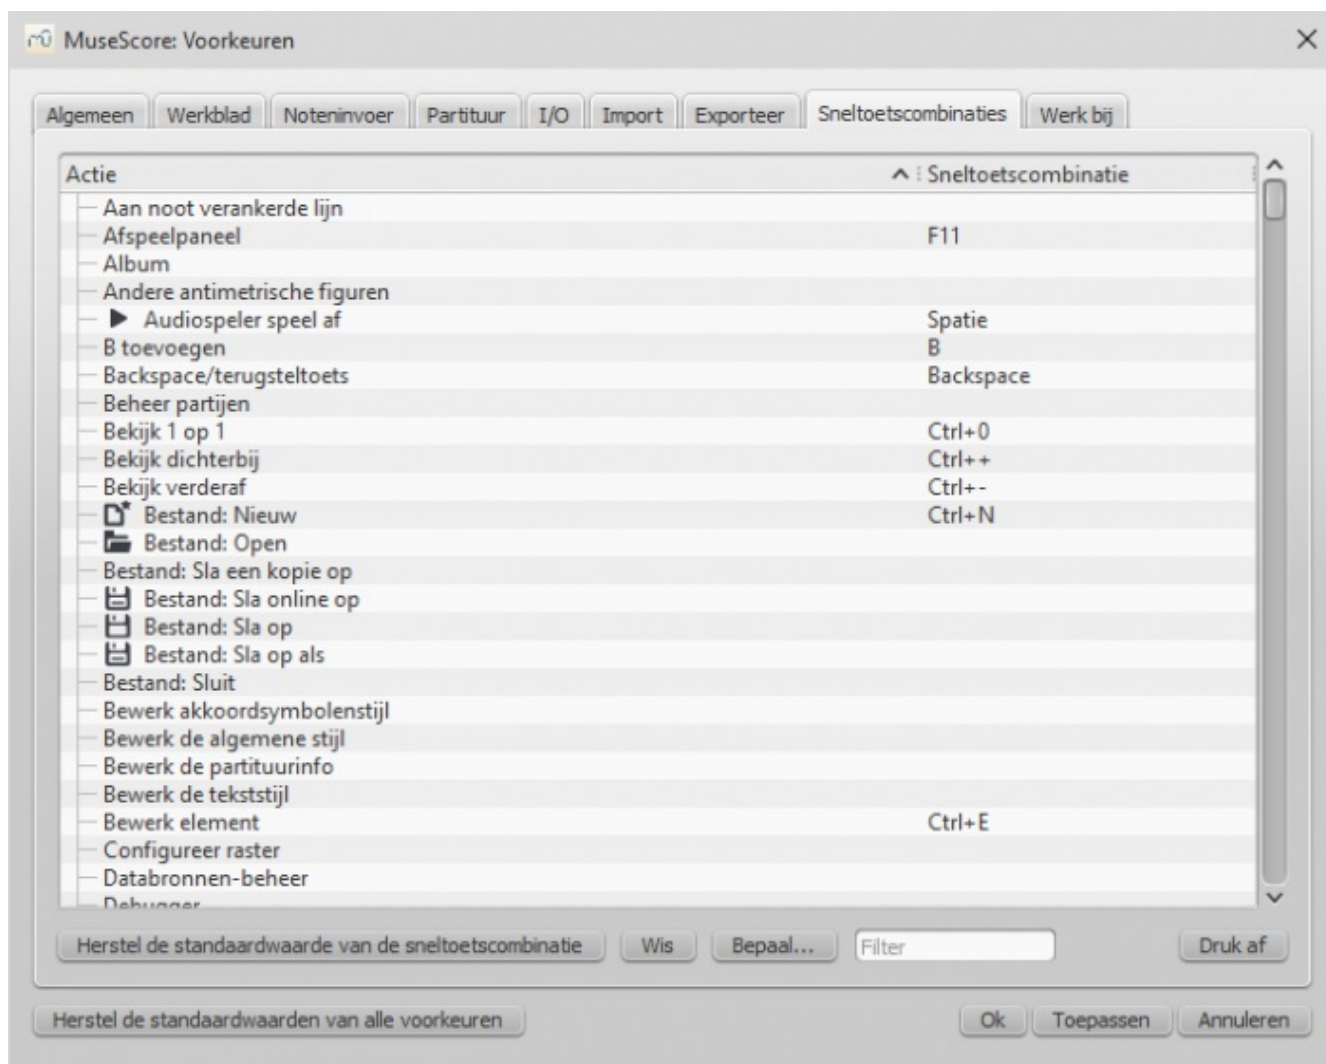 MuseScore: Voorkeuren
Algemeen Werkblad Noteninvoer Partituur I/O Import Exporteer Sneltoetscombinaties Werk bij
Actie Sneltoetscombinatie
Aan noot verankerde lijn
Afspeelpaneel F11
Album
Andere antimetrische figuren
Audiospeler speel af Spatie
B toevoegen B
Backspace/terugsteltoets Backspace
Beheer partijen
Bekijk 1 op 1 Ctrl+0
Bekijk dichterbij Ctrl++
Bekijk verderaf Ctrl+-
Bestand: Nieuw Ctrl+N
Bestand: Open
Bestand: Sla een kopie op
Bestand: Sla online op
Bestand: Sla op
Bestand: Sla op als
Bestand: Sluit
Bewerk akkoordsymbolenstijl
Bewerk de algemene stijl
Bewerk de partituurinfo
Bewerk de tekststijl
Bewerk element Ctrl+E
Configureer raster
Databronnen-beheer
Debugger
Herstel de standaardwaarde van de sneltoetscombinatie Wis Bepaal... Filter Druk af
Herstel de standaardwaarden van alle voorkeuren Ok Toepassen Annuleren